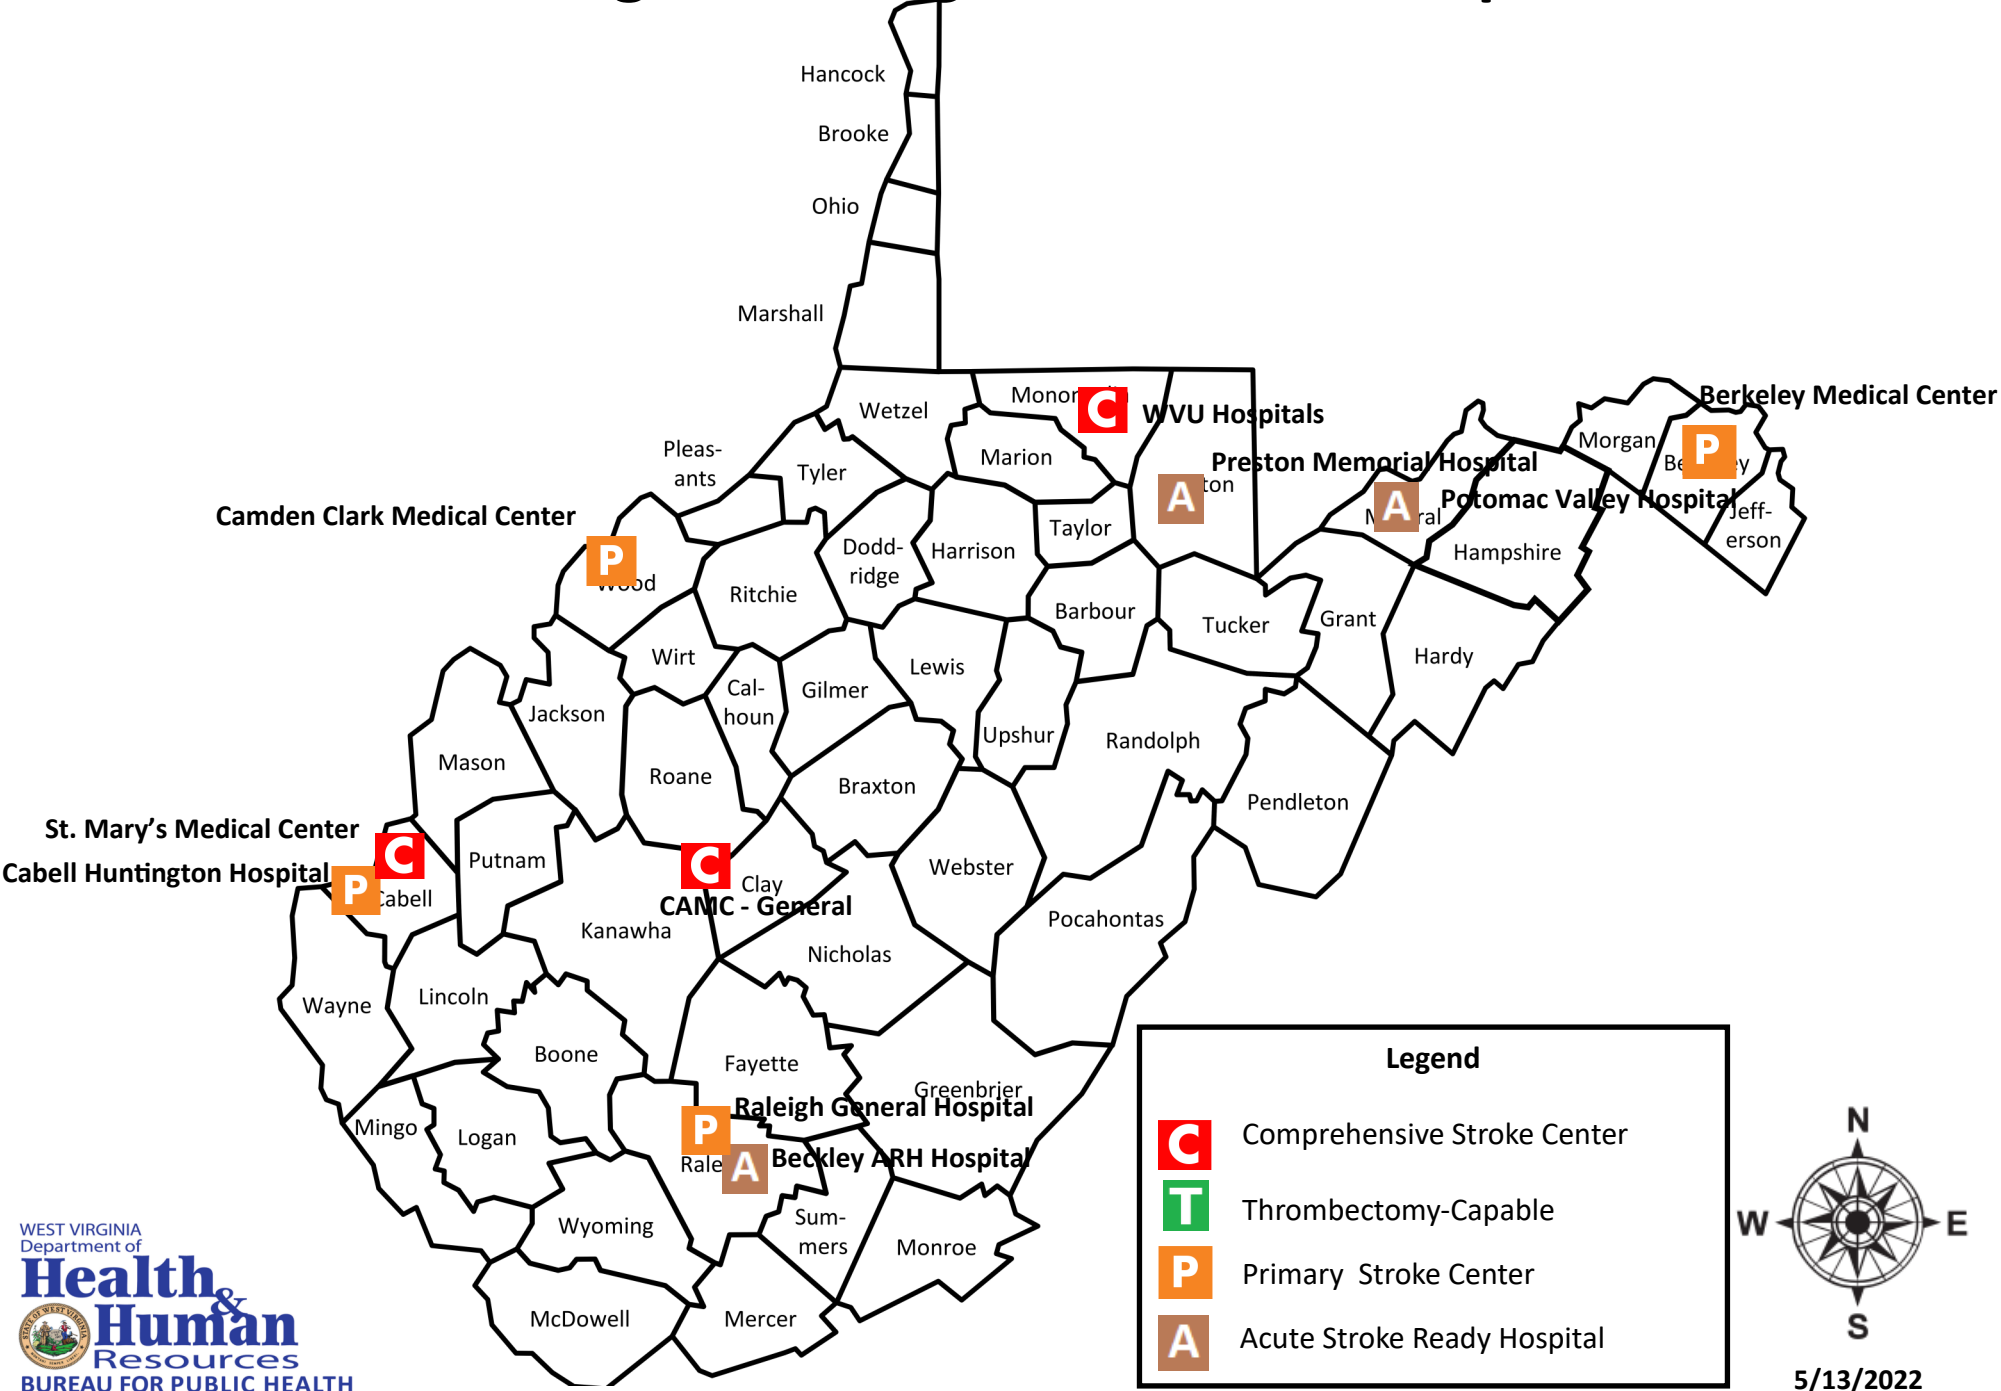 Hancock
Brooke
Ohio
Marshall
Wetzel
C
WVU Hospitals
Marion
Pleas-
ants
Tyler
Preston Memorial Hospital
A
Berkeley Medical Center
Morgan
P
A
Potomac Valley Hospital
Jeff-
erson
Hampshire
Camden Clark Medical Center
P
Wood
Ritchie
Dodd-
ridge
Harrison
Taylor
Barbour
Tucker
Grant
Hardy
Wirt
Cal-
houn
Gilmer
Lewis
Upshur
Randolph
Jackson
Mason
Roane
Braxton
Pendleton
St. Mary's Medical Center
C
Cabell Huntington Hospital
P
Cabell
Putnam
C
Clay
CAMC - General
Webster
Kanawha
Nicholas
Pocahontas
Wayne
Lincoln
Boone
Fayette
Greenbrier
Raleigh General Hospital
P
Mingo
Logan
A
Beckley ARH Hospital
Wyoming
Sum-
mers
Monroe
McDowell
Mercer
Legend
C Comprehensive Stroke Center
T Thrombectomy-Capable
P Primary Stroke Center
A Acute Stroke Ready Hospital
N
W E
S
5/13/2022
WEST VIRGINIA
Department of
Health
&
Human
Resources
BUREAU FOR PUBLIC HEALTH